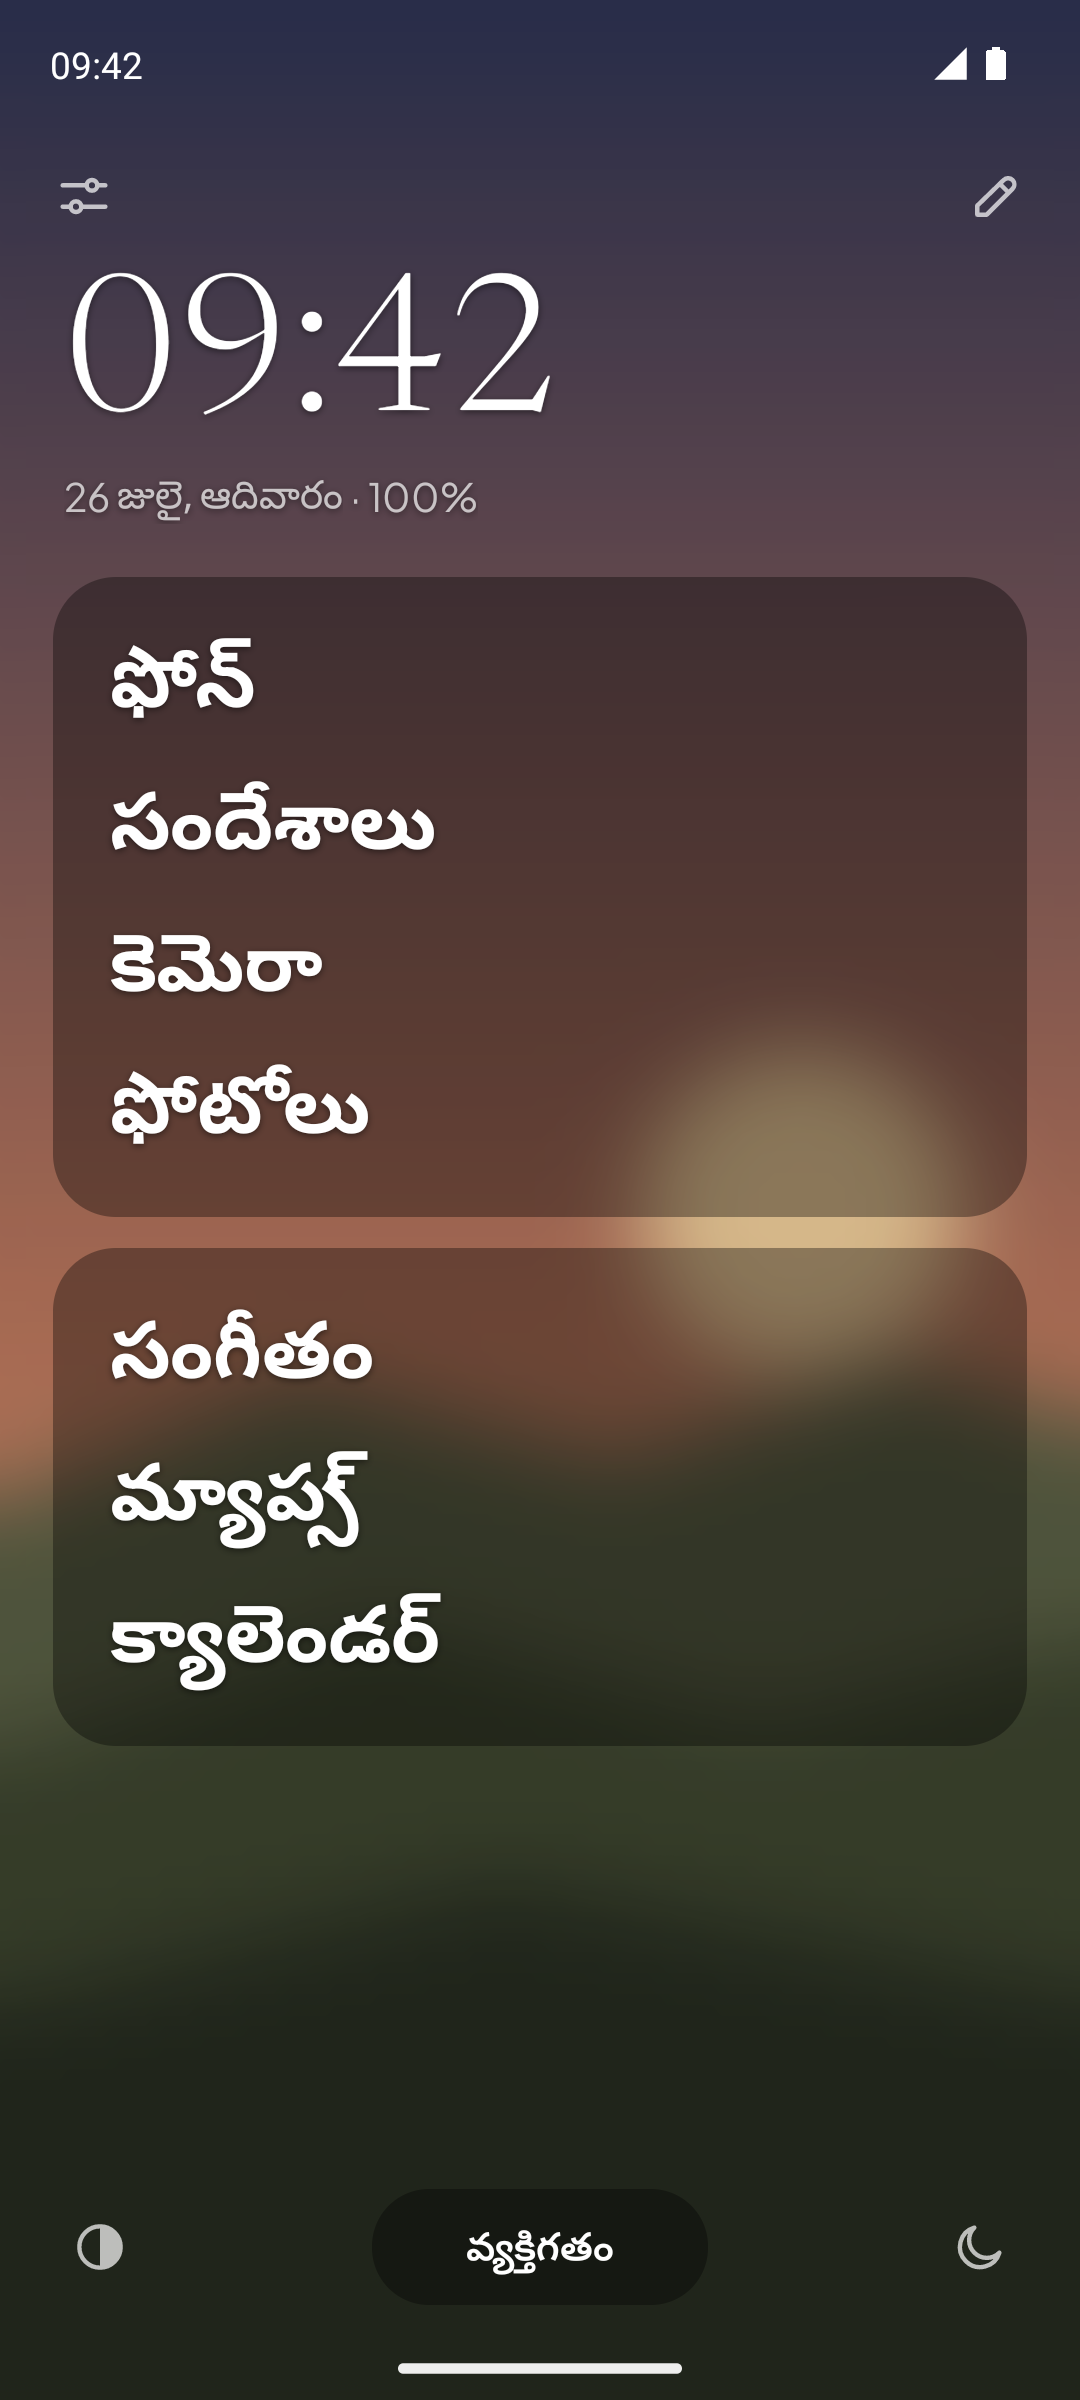 09:42
09:42
26 జులై, ఆదివారం · 100%
ఫోన్
సందేశాలు
కెమెరా
ఫోటోలు
సంగీతం
మ్యాప్స్
క్యాలెండర్
వ్యక్తిగతం